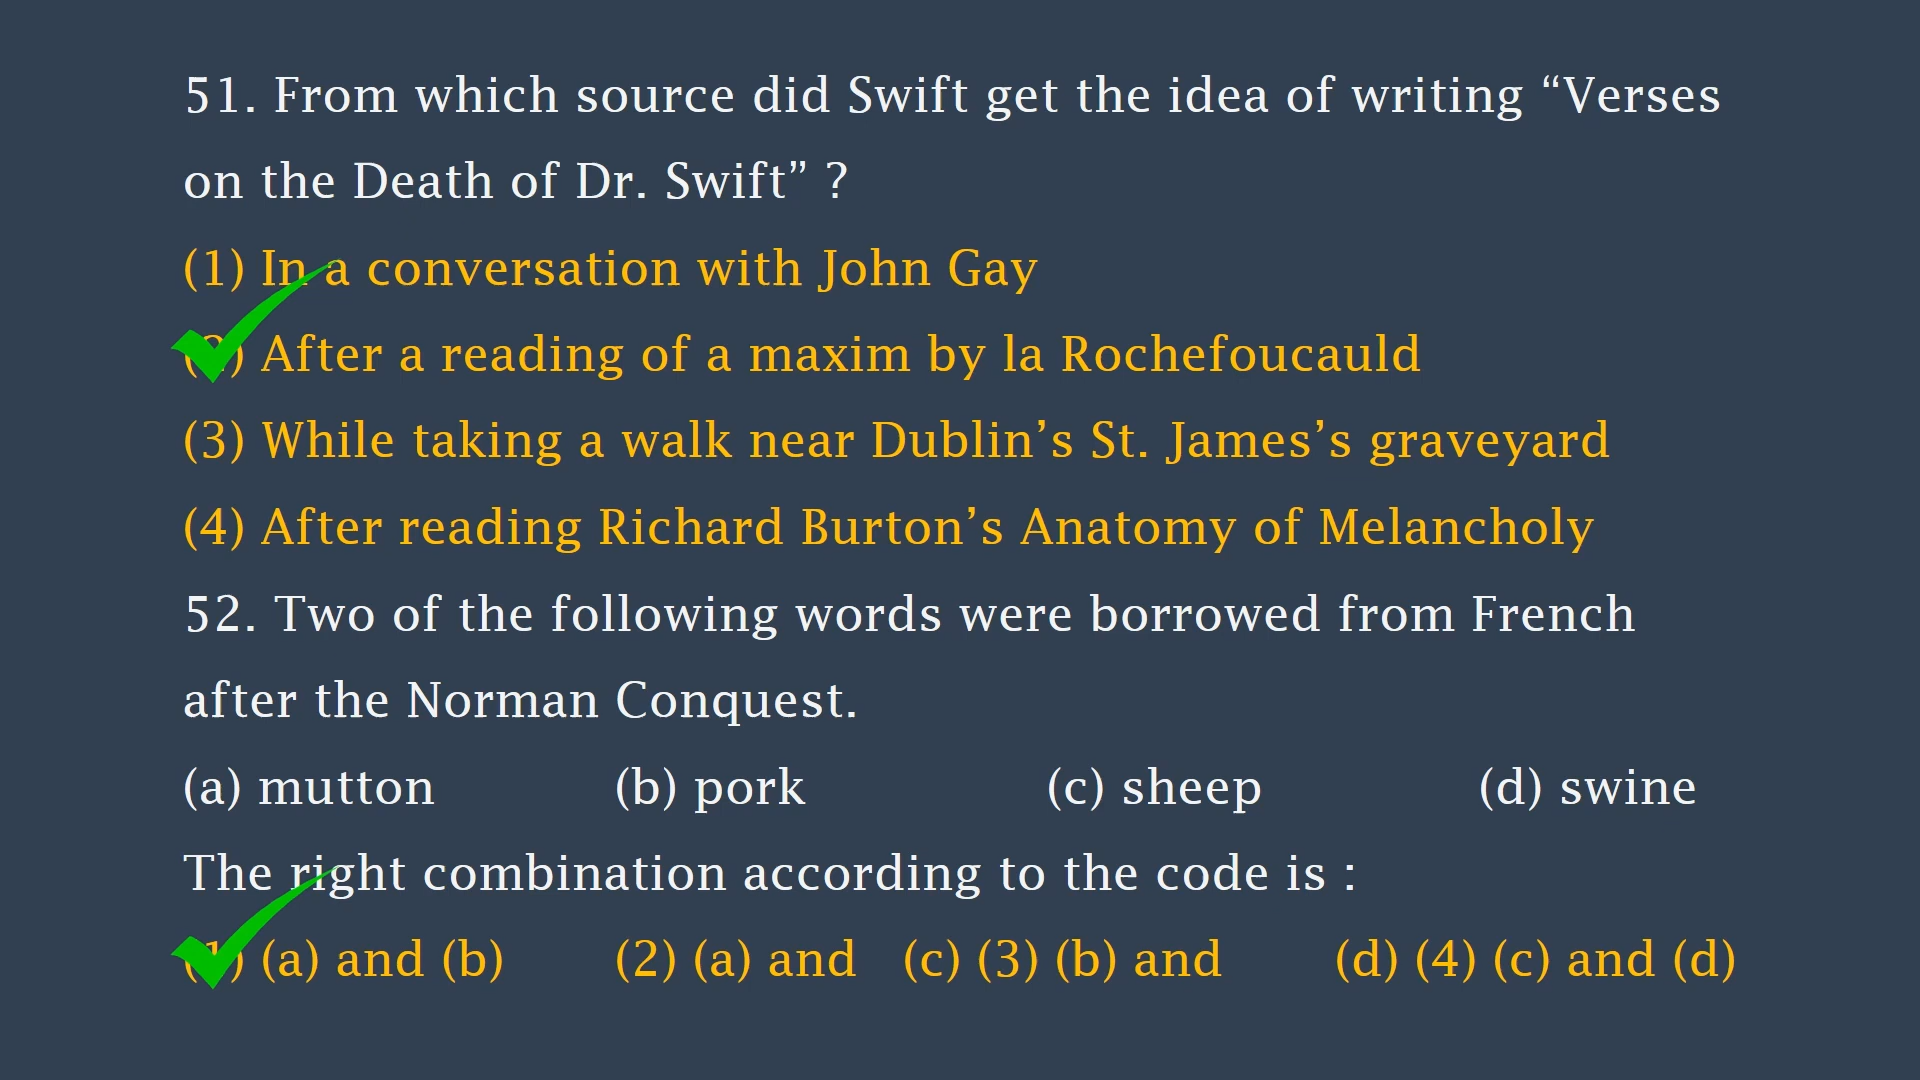 51. From which source did Swift get the idea of writing “Verses
on the Death of Dr. Swift” ?
(1) In a conversation with John Gay
(2) After a reading of a maxim by la Rochefoucauld
(3) While taking a walk near Dublin’s St. James’s graveyard
(4) After reading Richard Burton’s Anatomy of Melancholy
52. Two of the following words were borrowed from French
after the Norman Conquest.
(a) mutton (b) pork (c) sheep (d) swine
The right combination according to the code is :
(1) (a) and (b) (2) (a) and (c) (3) (b) and (d) (4) (c) and (d)